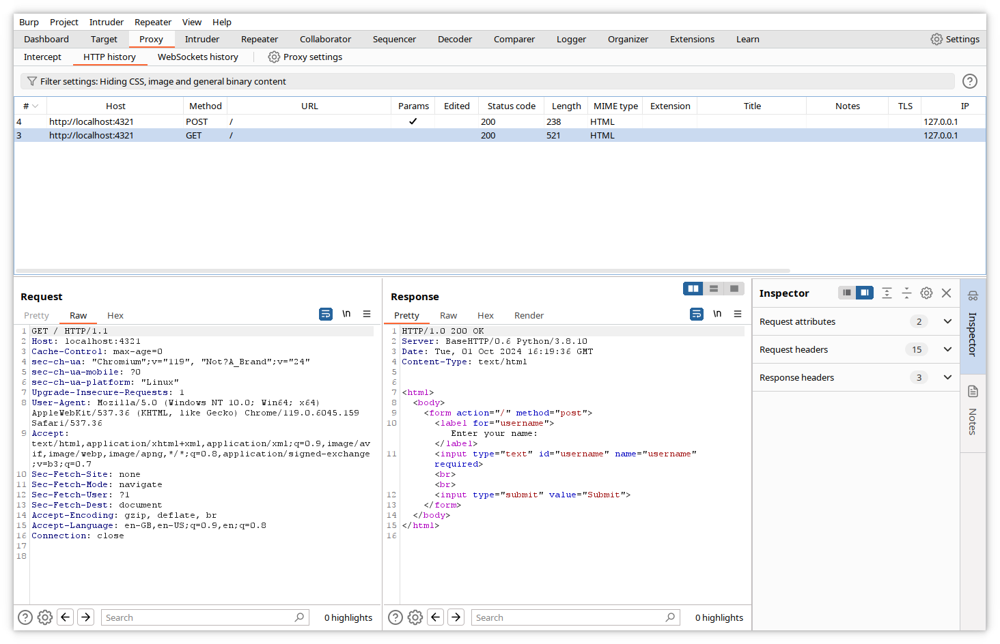 Burp Project Intruder Repeater View Help
Dashboard Target Proxy Intruder Repeater Collaborator Sequencer Decoder Comparer Logger Organizer Extensions Learn Settings
Intercept HTTP history WebSockets history Proxy settings
Filter settings: Hiding CSS, image and general binary content ?
# Host Method URL Params Edited Status code Length MIME type Extension Title Notes TLS IP
4 http://localhost:4321 POST / ✓ 200 238 HTML 127.0.0.1
3 http://localhost:4321 GET / 200 521 HTML 127.0.0.1
Request
Pretty Raw Hex \n
1 GET / HTTP/1.1
2 Host: localhost:4321
3 Cache-Control: max-age=0
4 sec-ch-ua: "Chromium";v="119", "Not?A_Brand";v="24"
5 sec-ch-ua-mobile: ?0
6 sec-ch-ua-platform: "Linux"
7 Upgrade-Insecure-Requests: 1
8 User-Agent: Mozilla/5.0 (Windows NT 10.0; Win64; x64)
AppleWebKit/537.36 (KHTML, like Gecko) Chrome/119.0.6045.159
Safari/537.36
9 Accept:
text/html,application/xhtml+xml,application/xml;q=0.9,image/av
if,image/webp,image/apng,*/*;q=0.8,application/signed-exchange
;v=b3;q=0.7
10 Sec-Fetch-Site: none
11 Sec-Fetch-Mode: navigate
12 Sec-Fetch-User: ?1
13 Sec-Fetch-Dest: document
14 Accept-Encoding: gzip, deflate, br
15 Accept-Language: en-GB,en-US;q=0.9,en;q=0.8
16 Connection: close
17
18
? Search 0 highlights
Response
Pretty Raw Hex Render \n
1 HTTP/1.0 200 OK
2 Server: BaseHTTP/0.6 Python/3.8.10
3 Date: Tue, 01 Oct 2024 16:19:36 GMT
4 Content-Type: text/html
5
6
7 <html>
8 <body>
9 <form action="/" method="post">
10 <label for="username">
Enter your name:
</label>
11 <input type="text" id="username" name="username"
required>
<br>
<br>
12 <input type="submit" value="Submit">
13 </form>
14 </body>
15 </html>
16
? Search 0 highlights
Inspector
Request attributes 2
Request headers 15
Response headers 3
Inspector
Notes